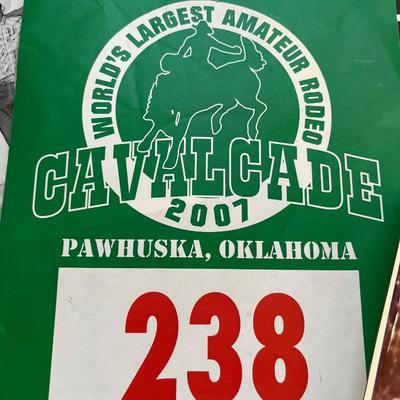 WORLD'S LARGEST AMATEUR RODEO
CAVALCADE
2007
PAWHUSKA, OKLAHOMA
238